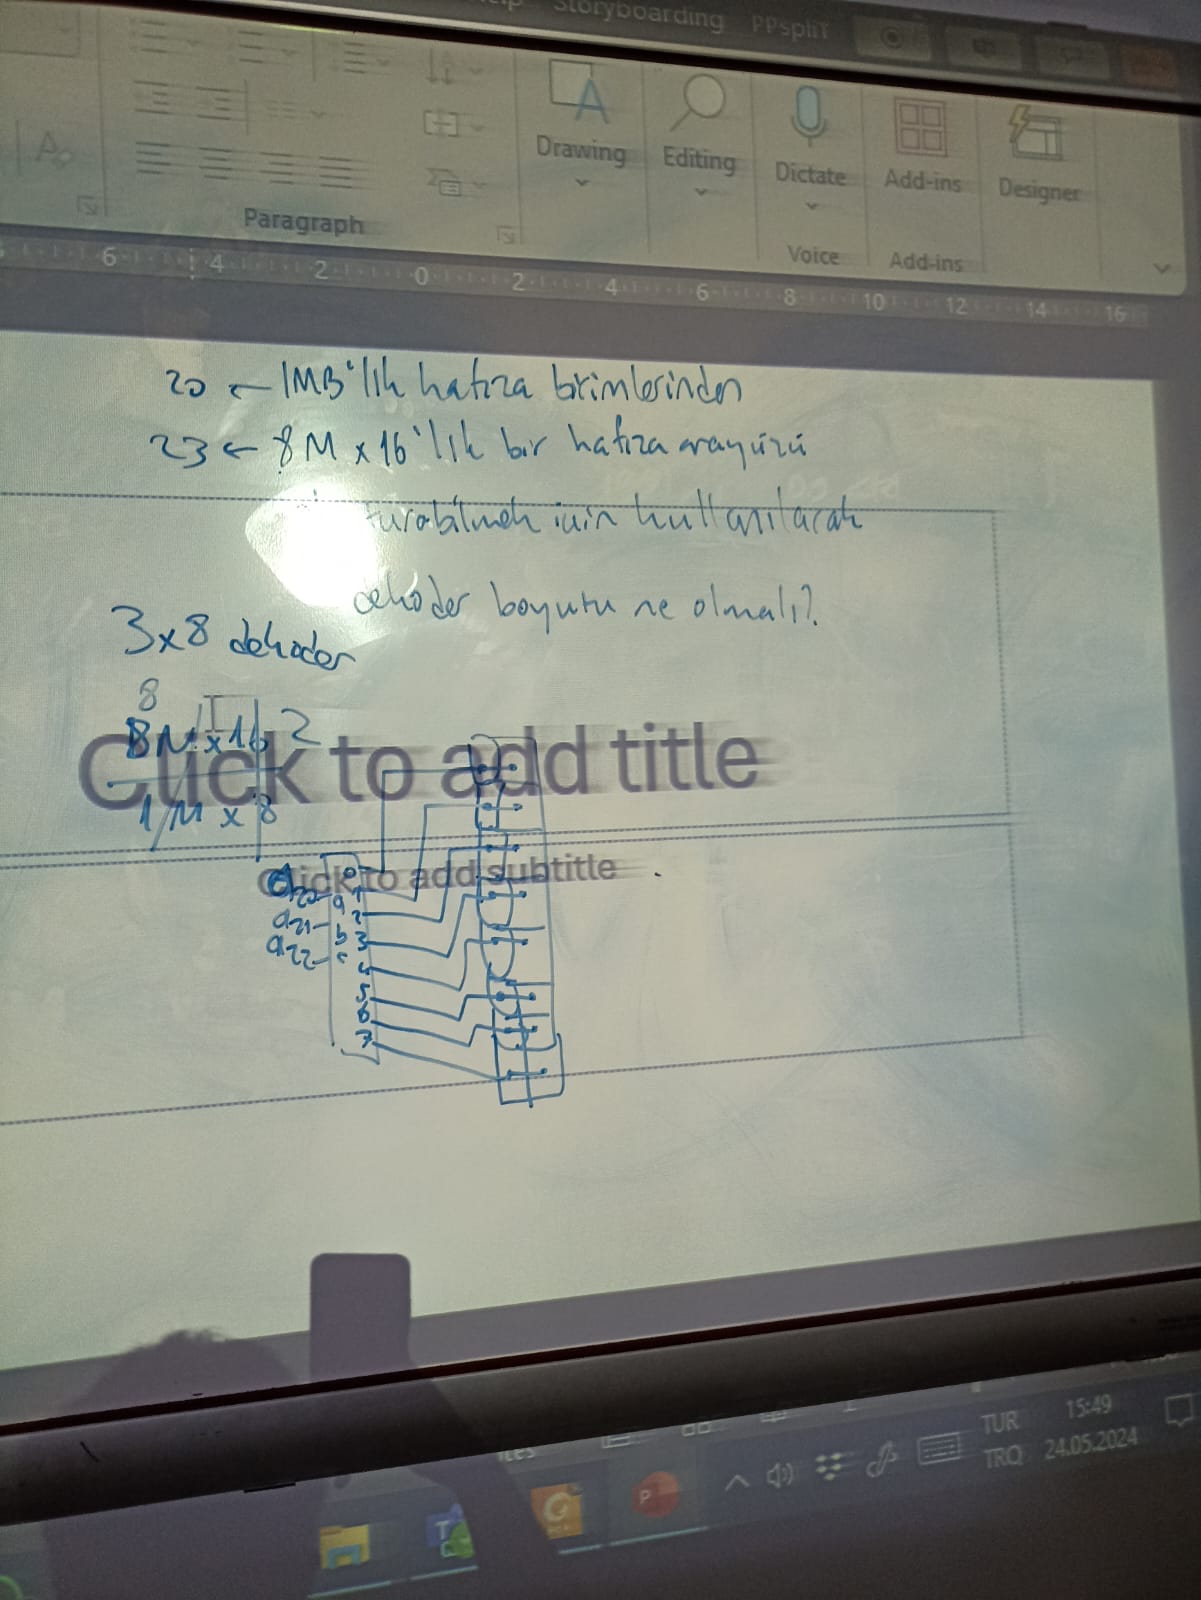 Storyboarding PPspliT
Drawing Editing Dictate Add-ins Designer
Paragraph Voice Add-ins
6 4 2 0 2 4 6 8 10 12 14 16
20 ← 1MB'lık hafıza birimlerinden
23 ← 8M x 16'lık bir hafıza arayüzü
için kullanılacak
dekoder boyutu ne olmalı?
3x8 dekoder
8
8M x 16 2
1M x 8
Click to add title
Click to add subtitle
a20 a 0
1
a21 b 2
a22 c 3
4
5
6
7
TUR 15:49
TRQ 24.05.2024